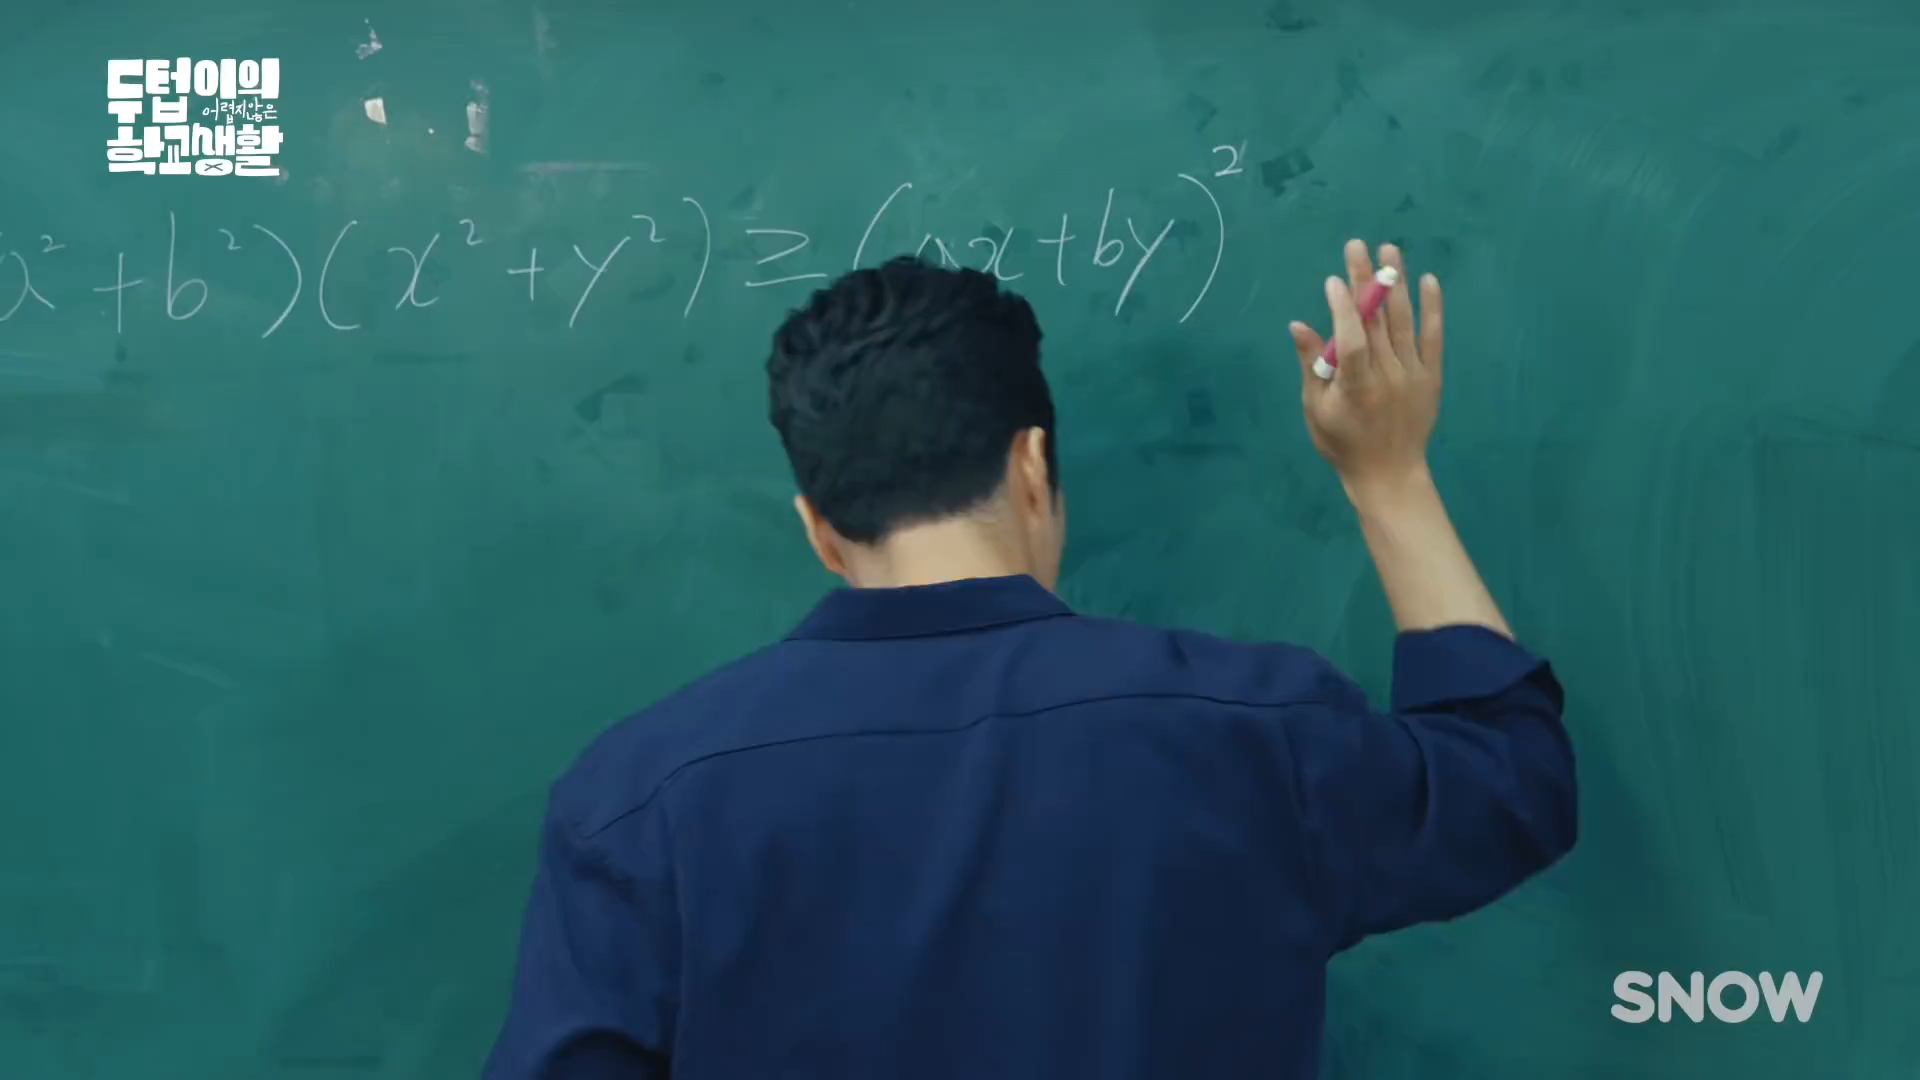 두텁이의
어렵지않은
학교생활
a²+b²)(x²+y²)≥(ax+by)²
SNOW